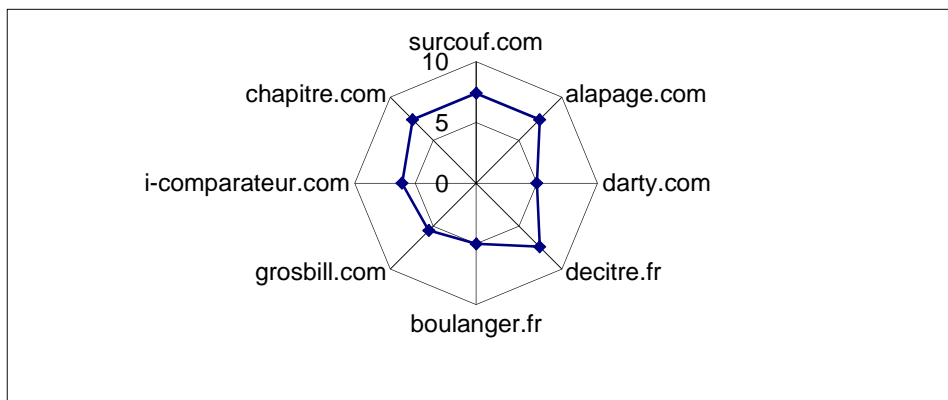 surcouf.com
10
chapitre.com
alapage.com
5
i-comparateur.com
0
darty.com
grosbill.com
decitre.fr
boulanger.fr